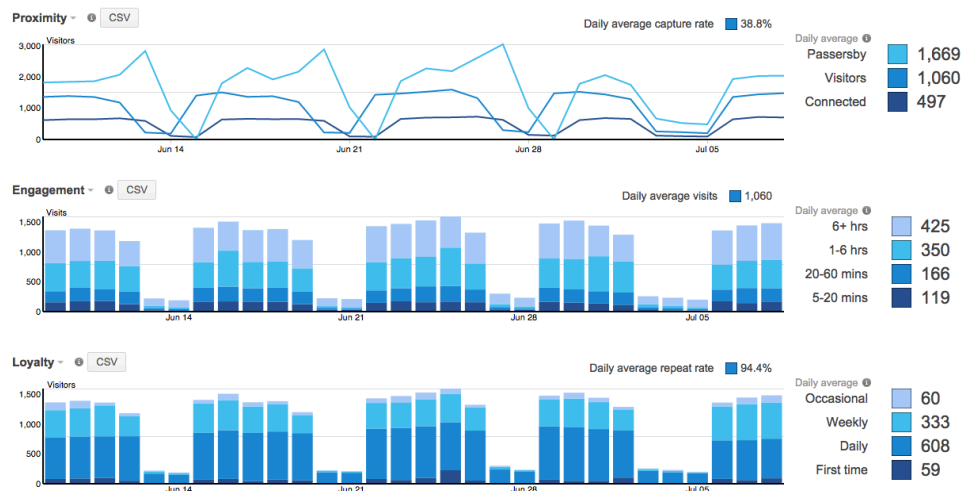 Proximity CSV Daily average capture rate 38.8%
Visitors
3,000
2,000
1,000
0
Jun 14 Jun 21 Jun 28 Jul 05
Daily average
Passersby 1,669
Visitors 1,060
Connected 497
Engagement CSV Daily average visits 1,060
Visits
1,500
1,000
500
0
Jun 14 Jun 21 Jun 28 Jul 05
Daily average
6+ hrs 425
1-6 hrs 350
20-60 mins 166
5-20 mins 119
Loyalty CSV Daily average repeat rate 94.4%
Visitors
1,500
1,000
500
0
Jun 14 Jun 21 Jun 28 Jul 05
Daily average
Occasional 60
Weekly 333
Daily 608
First time 59